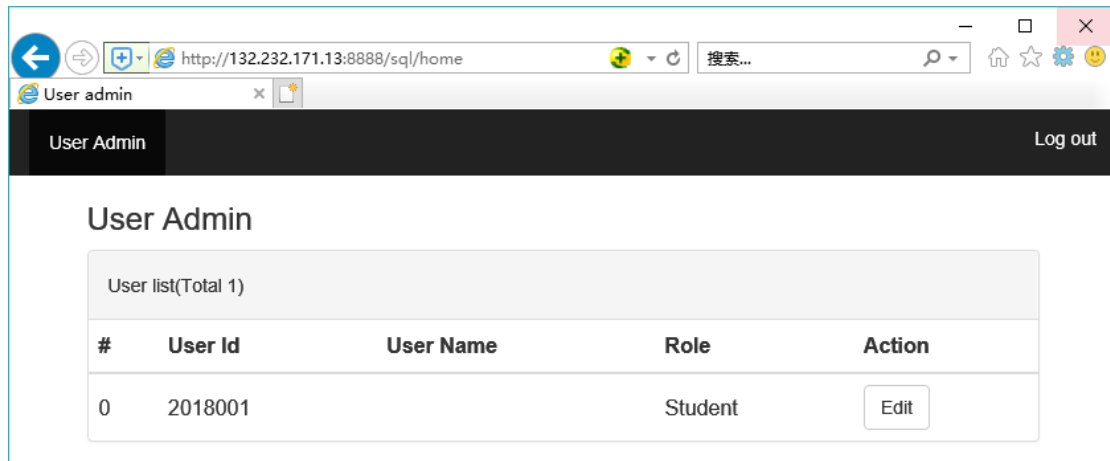 http://132.232.171.13:8888/sql/home
搜索...
User admin
User Admin
Log out
User Admin
User list(Total 1)
# User Id User Name Role Action
0 2018001 Student Edit